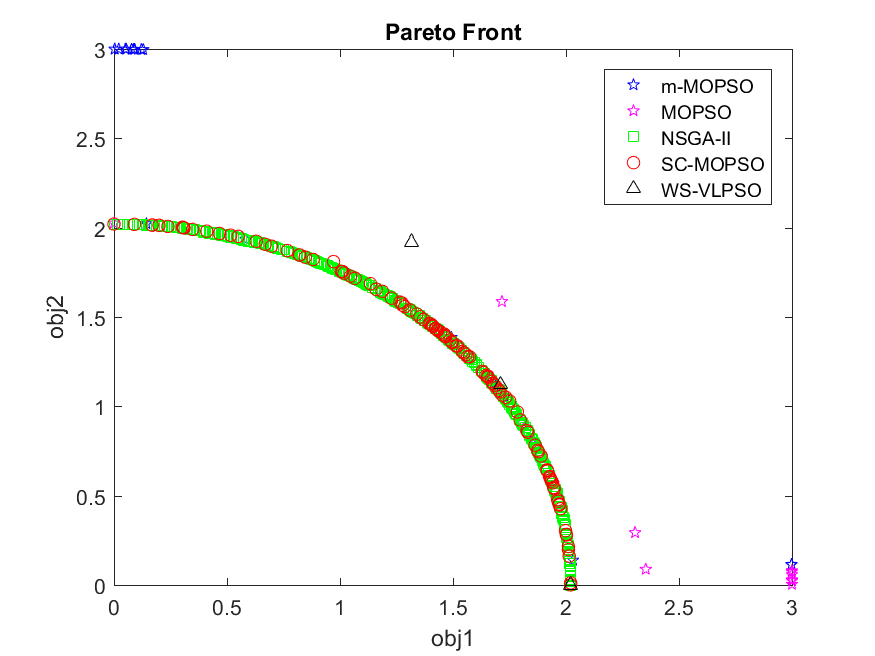 Pareto Front
3
2.5
2
1.5
1
0.5
0
obj2
0 0.5 1 1.5 2 2.5 3
obj1
m-MOPSO
MOPSO
NSGA-II
SC-MOPSO
WS-VLPSO